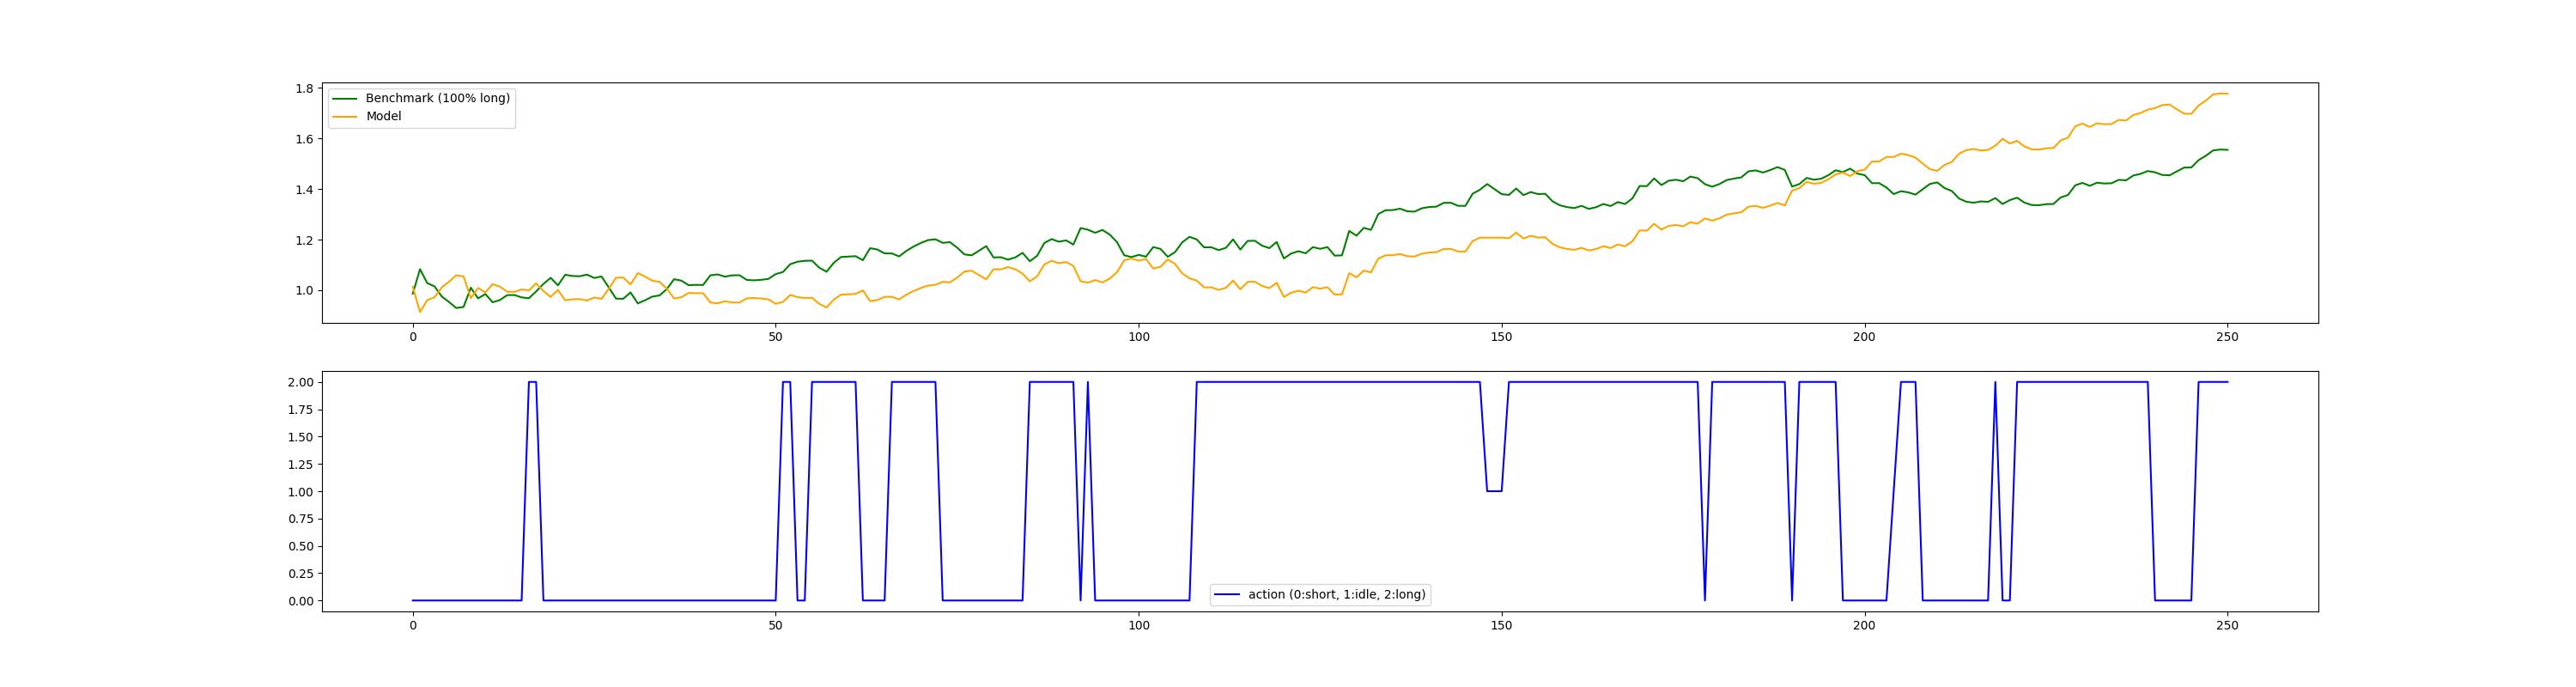 1.8
1.6
1.4
1.2
1.0
Benchmark (100% long)
Model
0 50 100 150 200 250
2.00
1.75
1.50
1.25
1.00
0.75
0.50
0.25
0.00
action (0:short, 1:idle, 2:long)
0 50 100 150 200 250